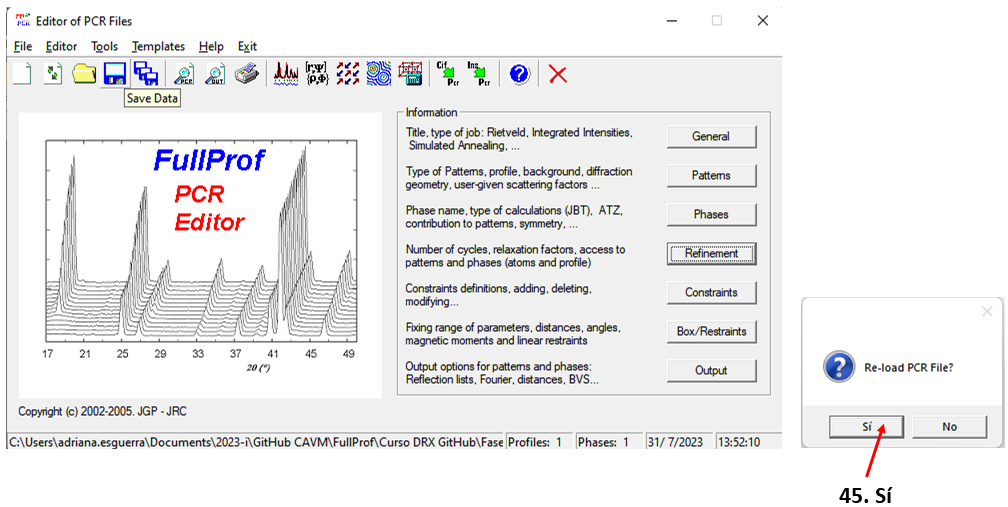 Editor of PCR Files
File Editor Tools Templates Help Exit
PCR OUT [r,Ψ] (ρ,Φ) Cif Pcr Ins Pcr
Save Data
FullProf
PCR
Editor
17 21 25 29 33 37 41 45 49
2θ (°)
Copyright (c) 2002-2005. JGP - JRC
Information
Title, type of job: Rietveld, Integrated Intensities,
Simulated Annealing, ...
General
Type of Patterns, profile, background, diffraction
geometry, user-given scattering factors ...
Patterns
Phase name, type of calculations (JBT), ATZ,
contribution to patterns, symmetry, ...
Phases
Number of cycles, relaxation factors, access to
patterns and phases (atoms and profile)
Refinement
Constraints definitions, adding, deleting,
modifying...
Constraints
Fixing range of parameters, distances, angles,
magnetic moments and linear restraints
Box/Restraints
Output options for patterns and phases:
Reflection lists, Fourier, distances, BVS...
Output
C:\Users\adriana.esguerra\Documents\2023-i\GitHub CAVM\FullProf\Curso DRX GitHub\Fase Profiles: 1 Phases: 1 31/ 7/2023 13:52:10
Re-load PCR File?
Sí No
45. Sí